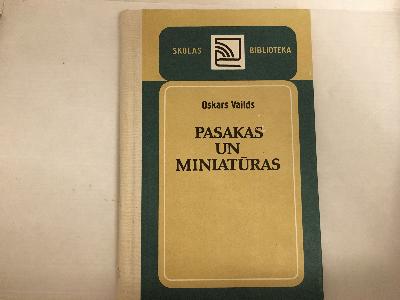 SKOLAS BIBLIOTEKA
Oskars Vailds
PASAKAS
UN
MINIATŪRAS